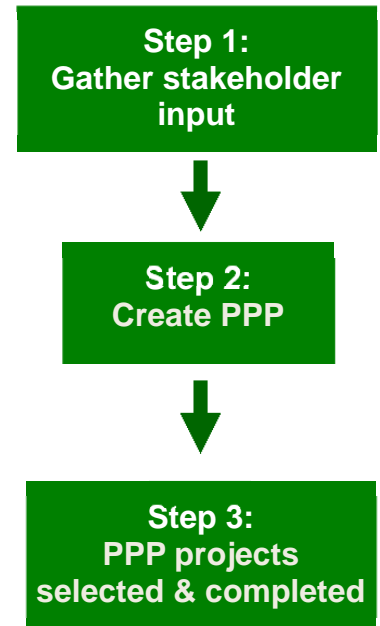 Step 1:
Gather stakeholder
input
Step 2:
Create PPP
Step 3:
PPP projects
selected & completed